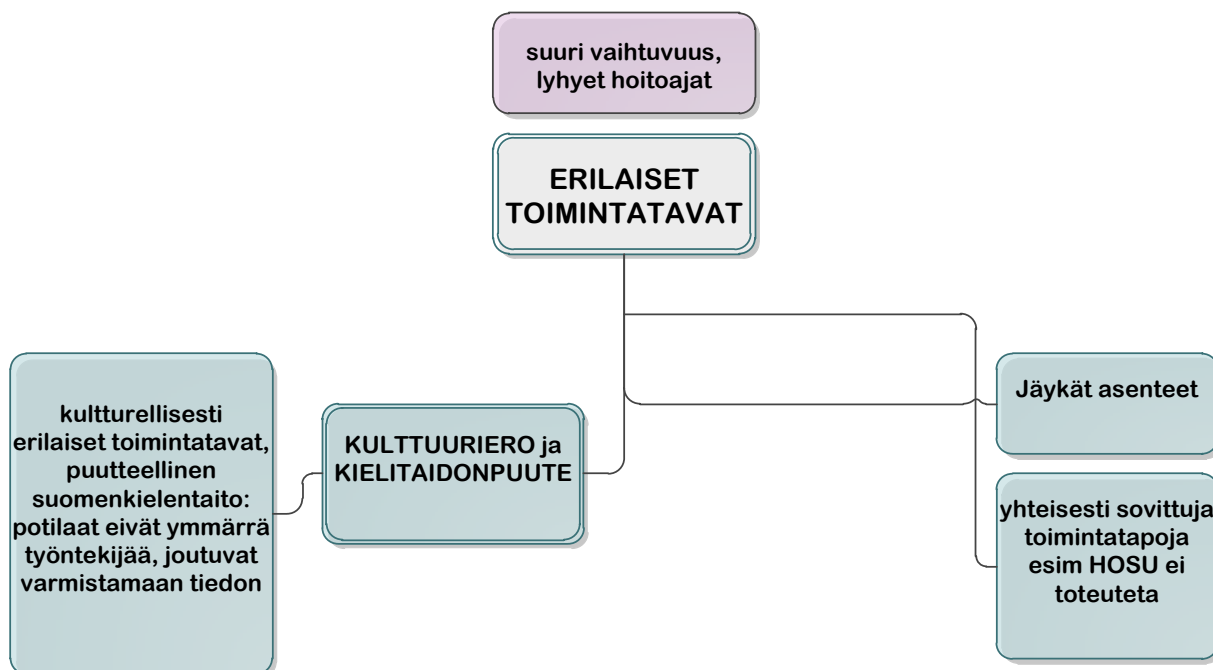 suuri vaihtuvuus,
lyhyet hoitoajat
ERILAISET
TOIMINTATAVAT
kultturellisesti
erilaiset toimintatavat,
puutteellinen
suomenkielentaito:
potilaat eivät ymmärrä
työntekijää, joutuvat
varmistamaan tiedon
KULTTUURIERO ja
KIELITAIDONPUUTE
Jäykät asenteet
yhteisesti sovittuja
toimintatapoja
esim HOSU ei
toteuteta